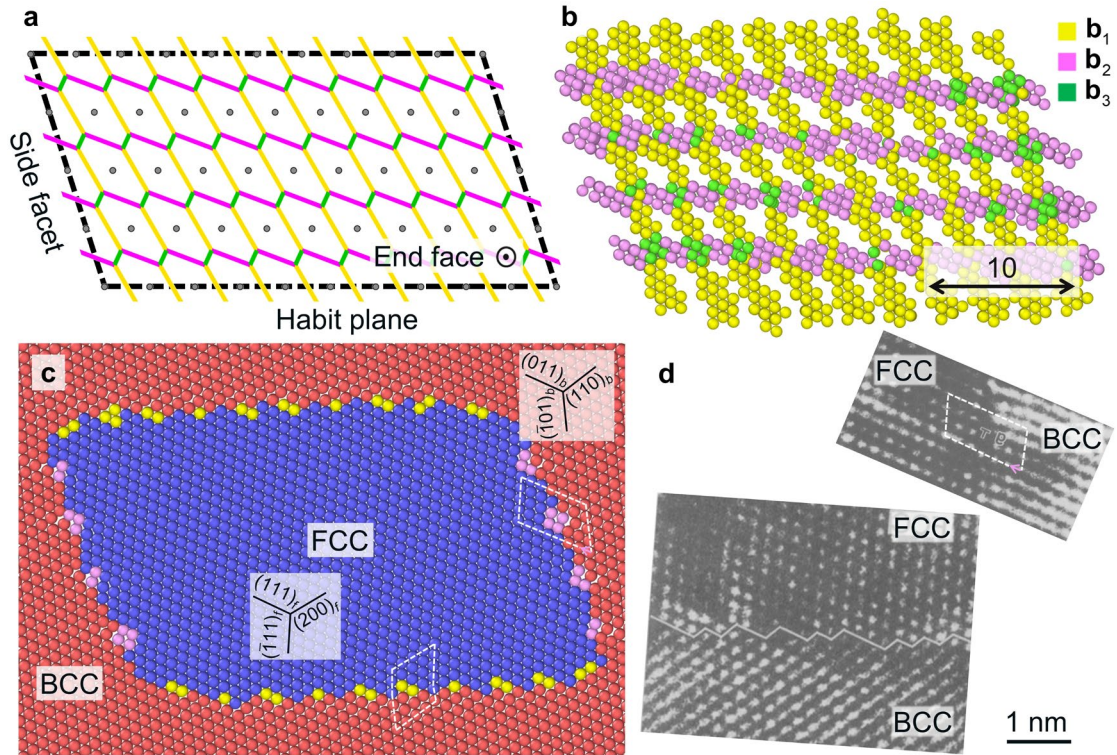 a
Side facet
End face ⊙
Habit plane
b
b₁
b₂
b₃
10
c
(011)b
(1̄01)b
(110)b
FCC
(111)f
(1̄11)f
(200)f
BCC
d
FCC
BCC
FCC
BCC
1 nm